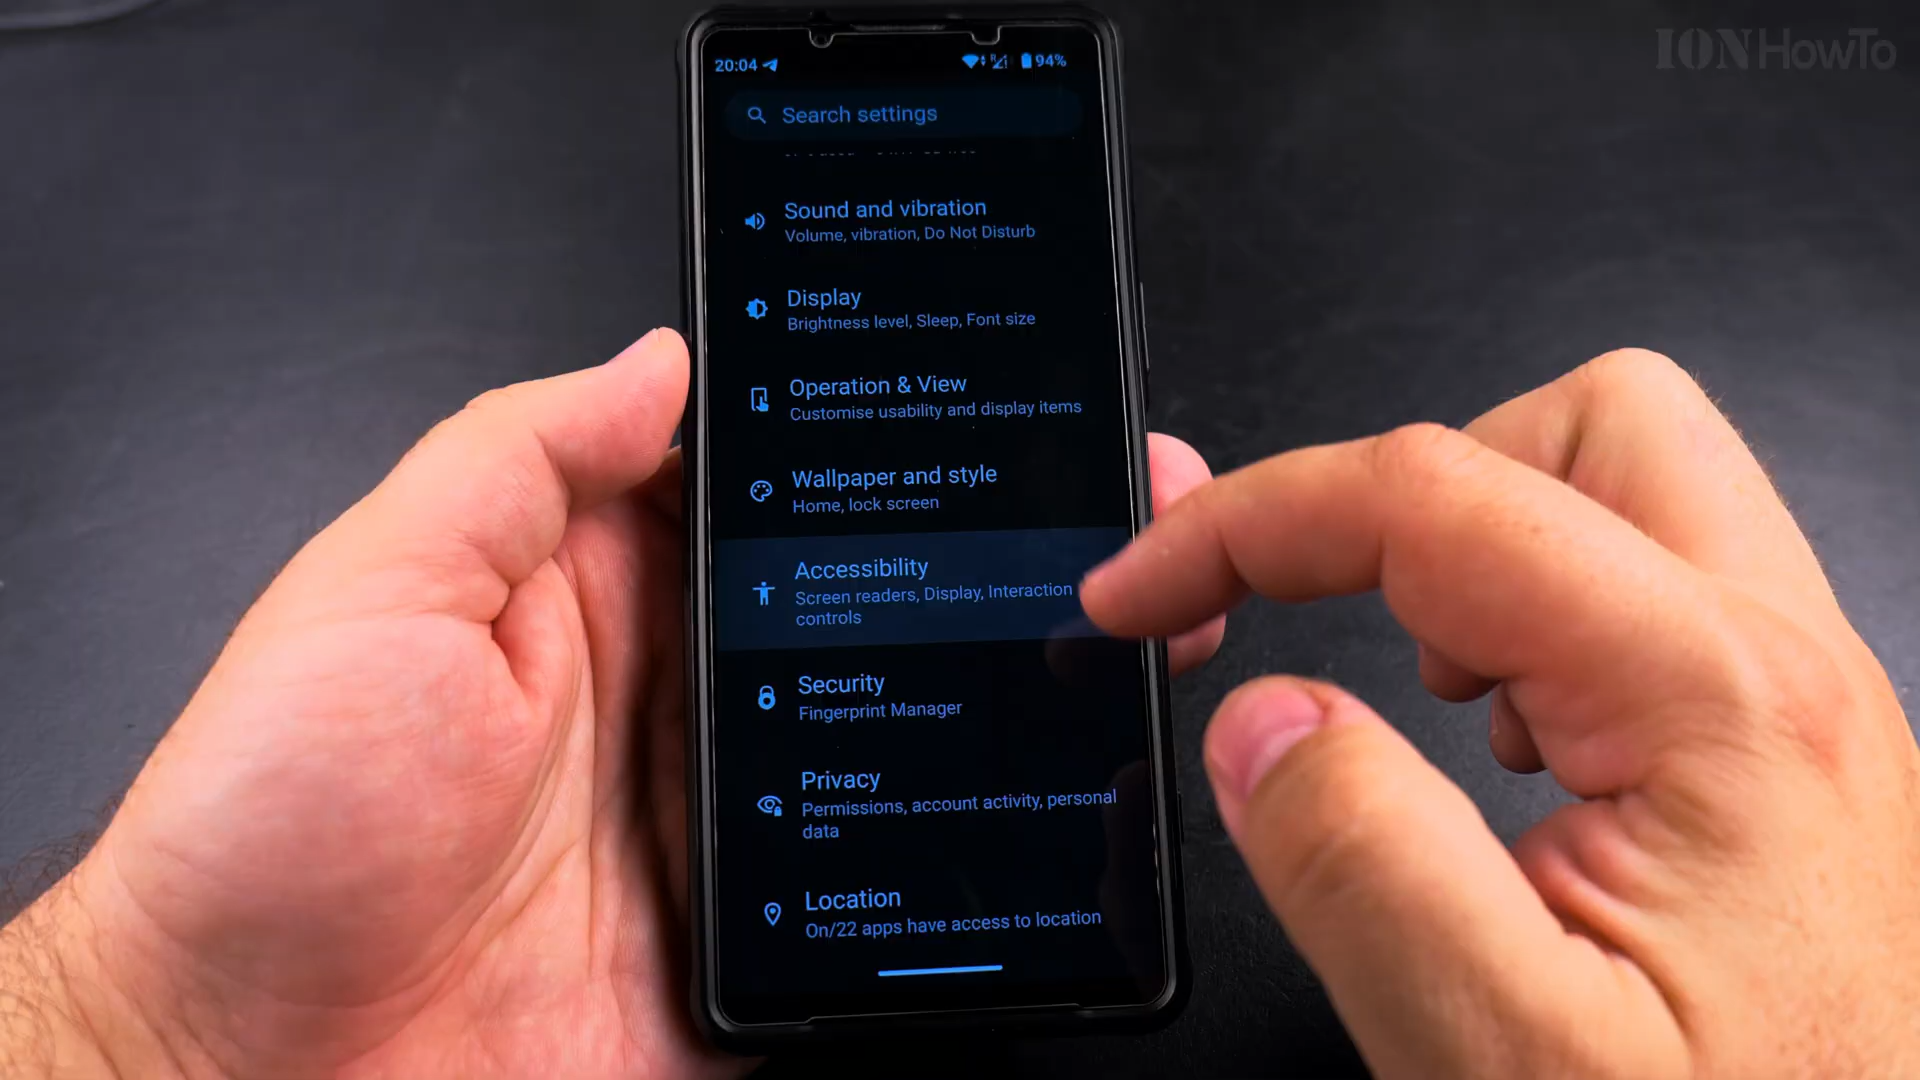 ION HowTo
20:04
94%
Search settings
Sound and vibration
Volume, vibration, Do Not Disturb
Display
Brightness level, Sleep, Font size
Operation & View
Customise usability and display items
Wallpaper and style
Home, lock screen
Accessibility
Screen readers, Display, Interaction
controls
Security
Fingerprint Manager
Privacy
Permissions, account activity, personal
data
Location
On/22 apps have access to location